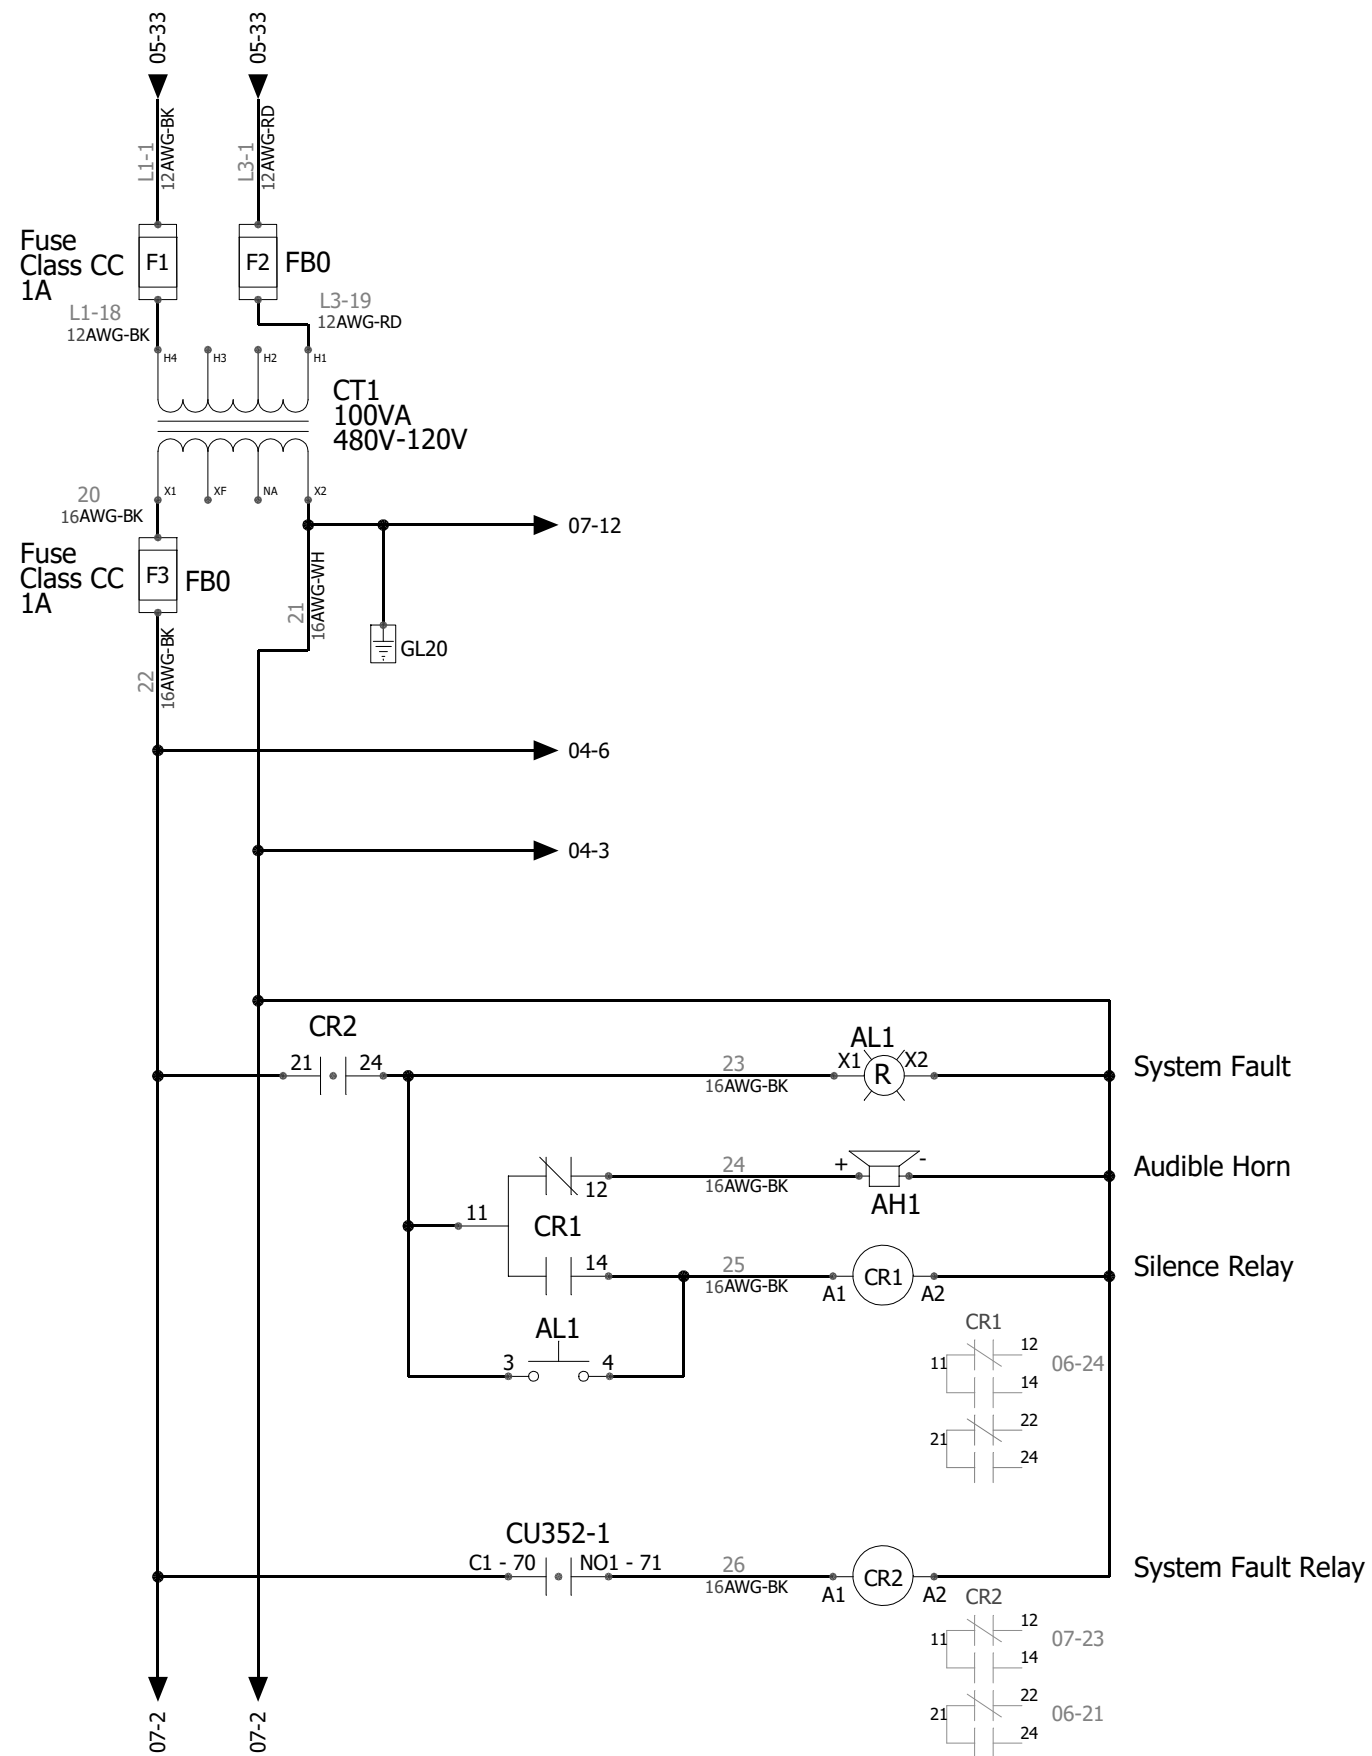 05-33
05-33
L1-1
12AWG-BK
L3-1
12AWG-RD
Fuse
Class CC
1A
F1
F2
FB0
L1-18
12AWG-BK
L3-19
12AWG-RD
H4
H3
H2
H1
CT1
100VA
480V-120V
X1
XF
NA
X2
20
16AWG-BK
07-12
Fuse
Class CC
1A
F3
FB0
21
16AWG-WH
GL20
22
16AWG-BK
04-6
04-3
CR2
21
24
23
16AWG-BK
AL1
X1
R
X2
System Fault
12
24
16AWG-BK
+
-
AH1
Audible Horn
11
CR1
14
25
16AWG-BK
A1
CR1
A2
Silence Relay
AL1
3
4
CR1
11
12
14
06-24
21
22
24
CU352-1
C1 - 70
NO1 - 71
26
16AWG-BK
A1
CR2
A2
System Fault Relay
CR2
11
12
14
07-23
21
22
24
06-21
07-2
07-2